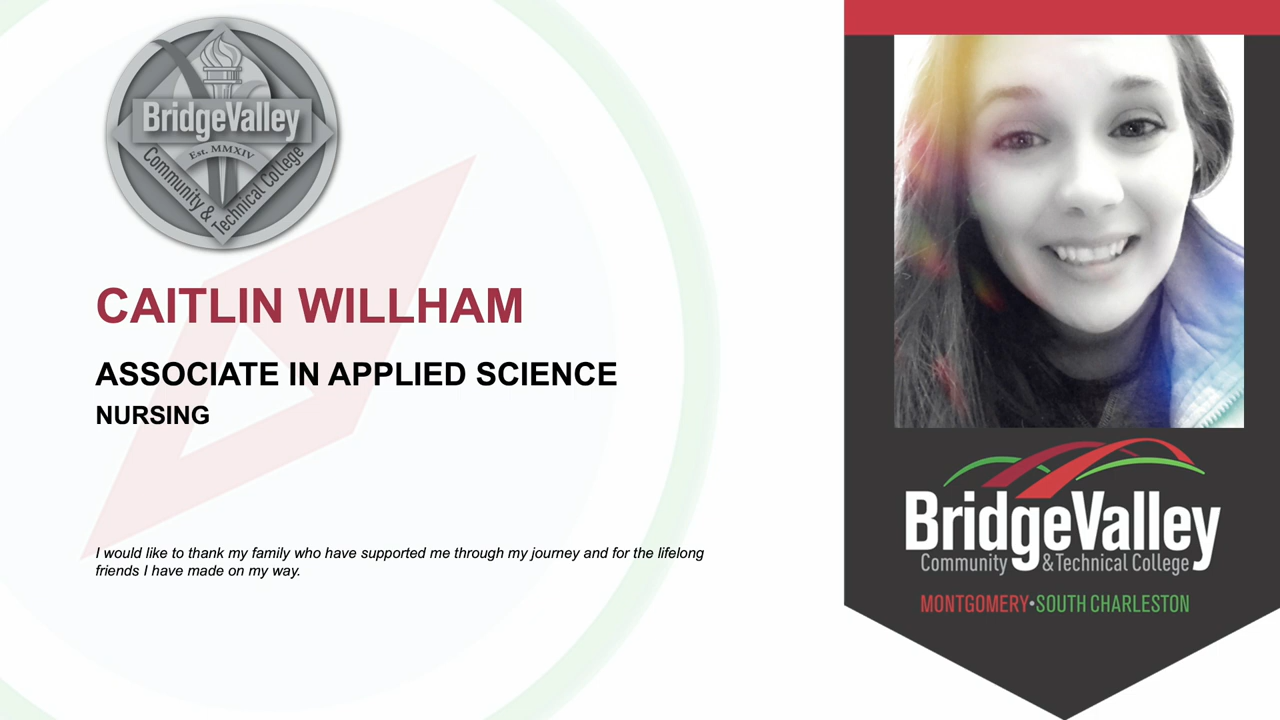 BridgeValley
Est. MMXIV
Community & Technical College
CAITLIN WILLHAM
ASSOCIATE IN APPLIED SCIENCE
NURSING
I would like to thank my family who have supported me through my journey and for the lifelong
friends I have made on my way.
BridgeValley
Community & Technical College
MONTGOMERY•SOUTH CHARLESTON